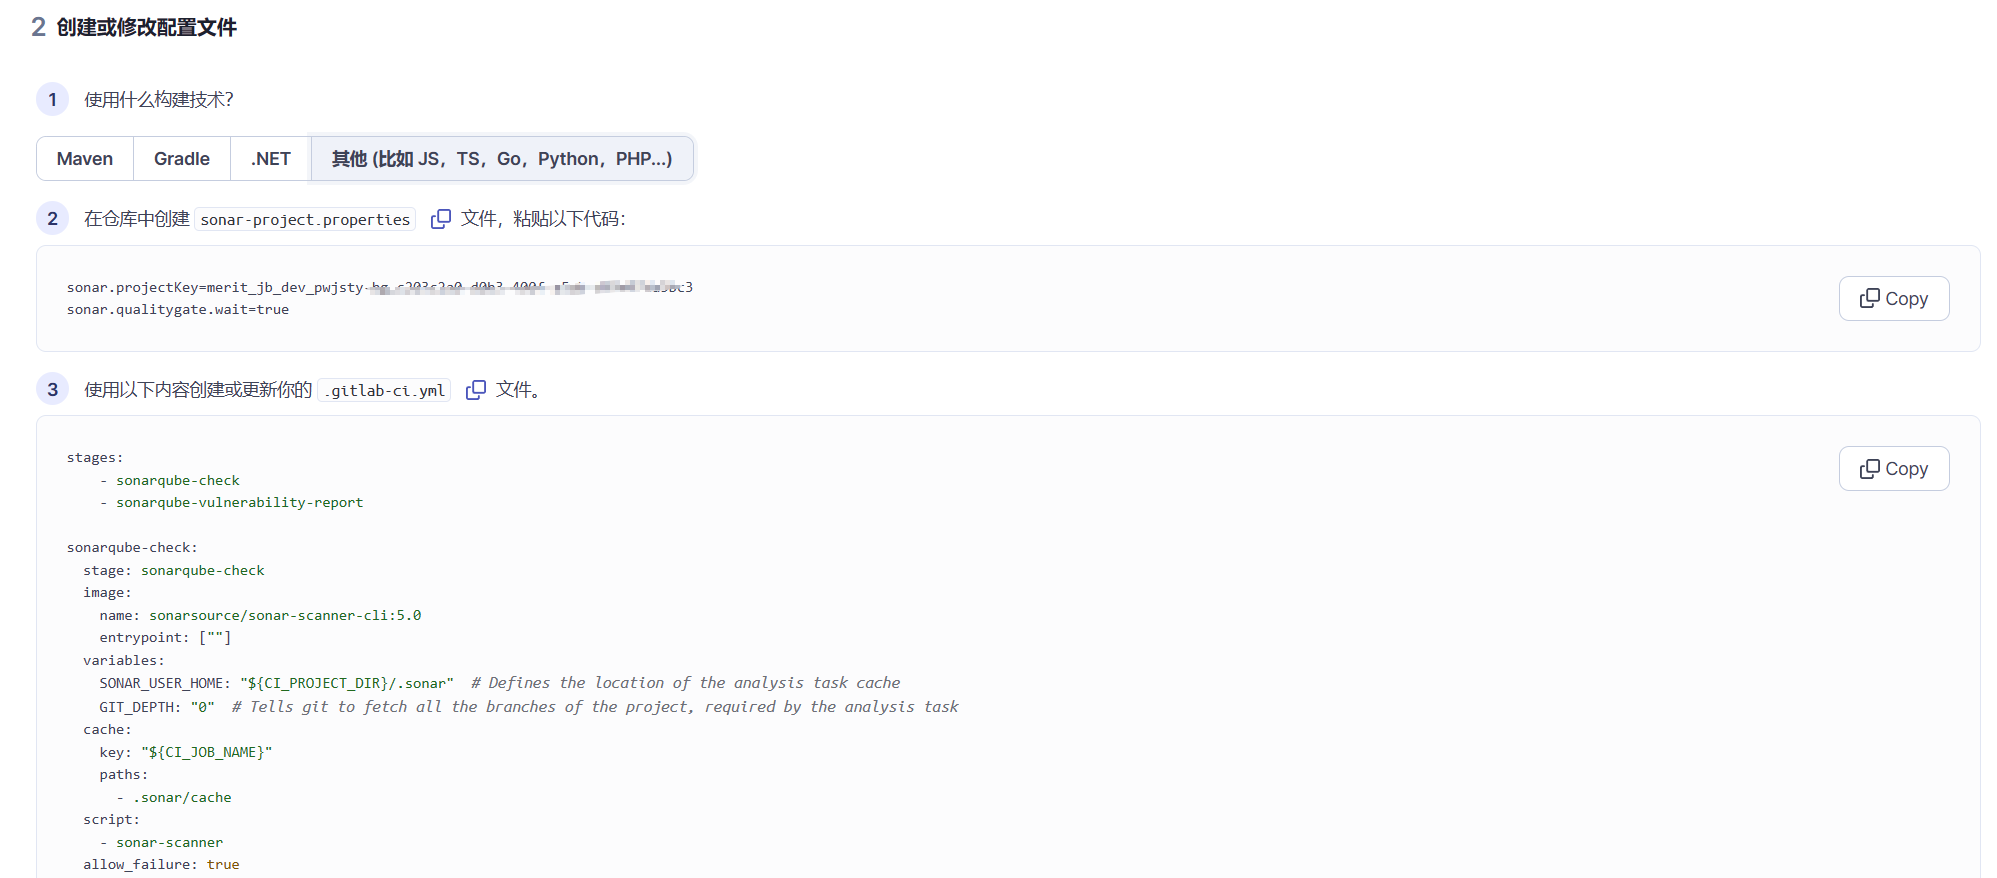 2 创建或修改配置文件
1 使用什么构建技术?
Maven Gradle .NET 其他 (比如 JS, TS, Go, Python, PHP...)
2 在仓库中创建 sonar-project.properties 文件, 粘贴以下代码:
sonar.projectKey=merit_jb_dev_pwjsty-
sonar.qualitygate.wait=true
Copy
3 使用以下内容创建或更新你的 .gitlab-ci.yml 文件。
Copy
stages:
- sonarqube-check
- sonarqube-vulnerability-report
sonarqube-check:
stage: sonarqube-check
image:
name: sonarsource/sonar-scanner-cli:5.0
entrypoint: [""]
variables:
SONAR_USER_HOME: "${CI_PROJECT_DIR}/.sonar" # Defines the location of the analysis task cache
GIT_DEPTH: "0" # Tells git to fetch all the branches of the project, required by the analysis task
cache:
key: "${CI_JOB_NAME}"
paths:
- .sonar/cache
script:
- sonar-scanner
allow_failure: true